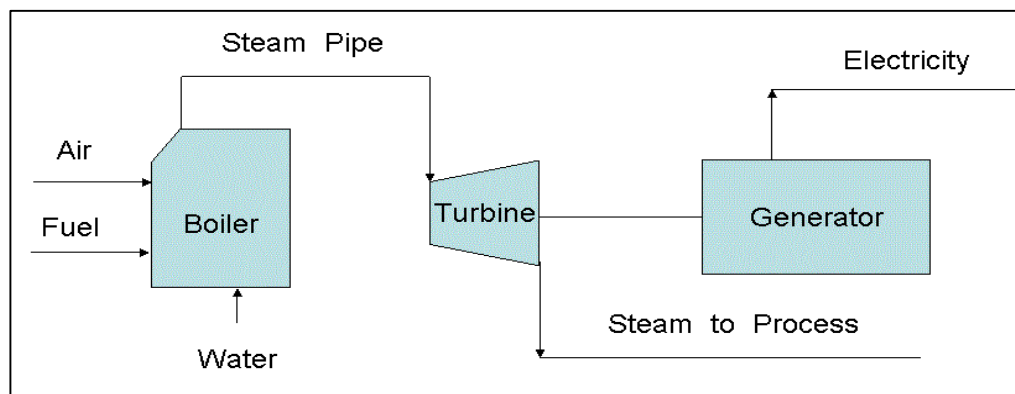 Steam Pipe
Electricity
Air
Fuel
Boiler
Turbine
Generator
Steam to Process
Water